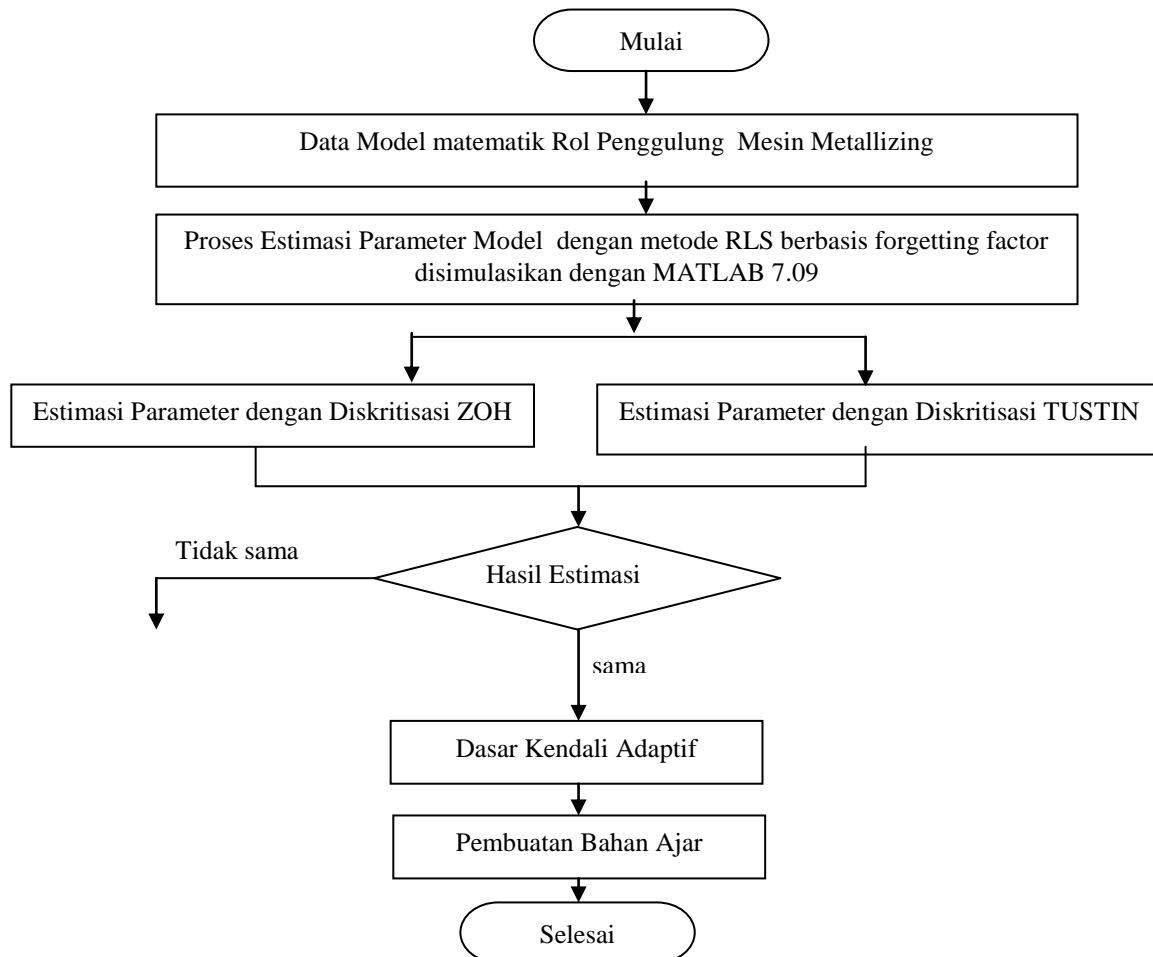 Mulai
Data Model matematik Rol Penggulung Mesin Metallizing
Proses Estimasi Parameter Model dengan metode RLS berbasis forgetting factor
disimulasikan dengan MATLAB 7.09
Estimasi Parameter dengan Diskritisasi ZOH
Estimasi Parameter dengan Diskritisasi TUSTIN
Tidak sama
Hasil Estimasi
sama
Dasar Kendali Adaptif
Pembuatan Bahan Ajar
Selesai